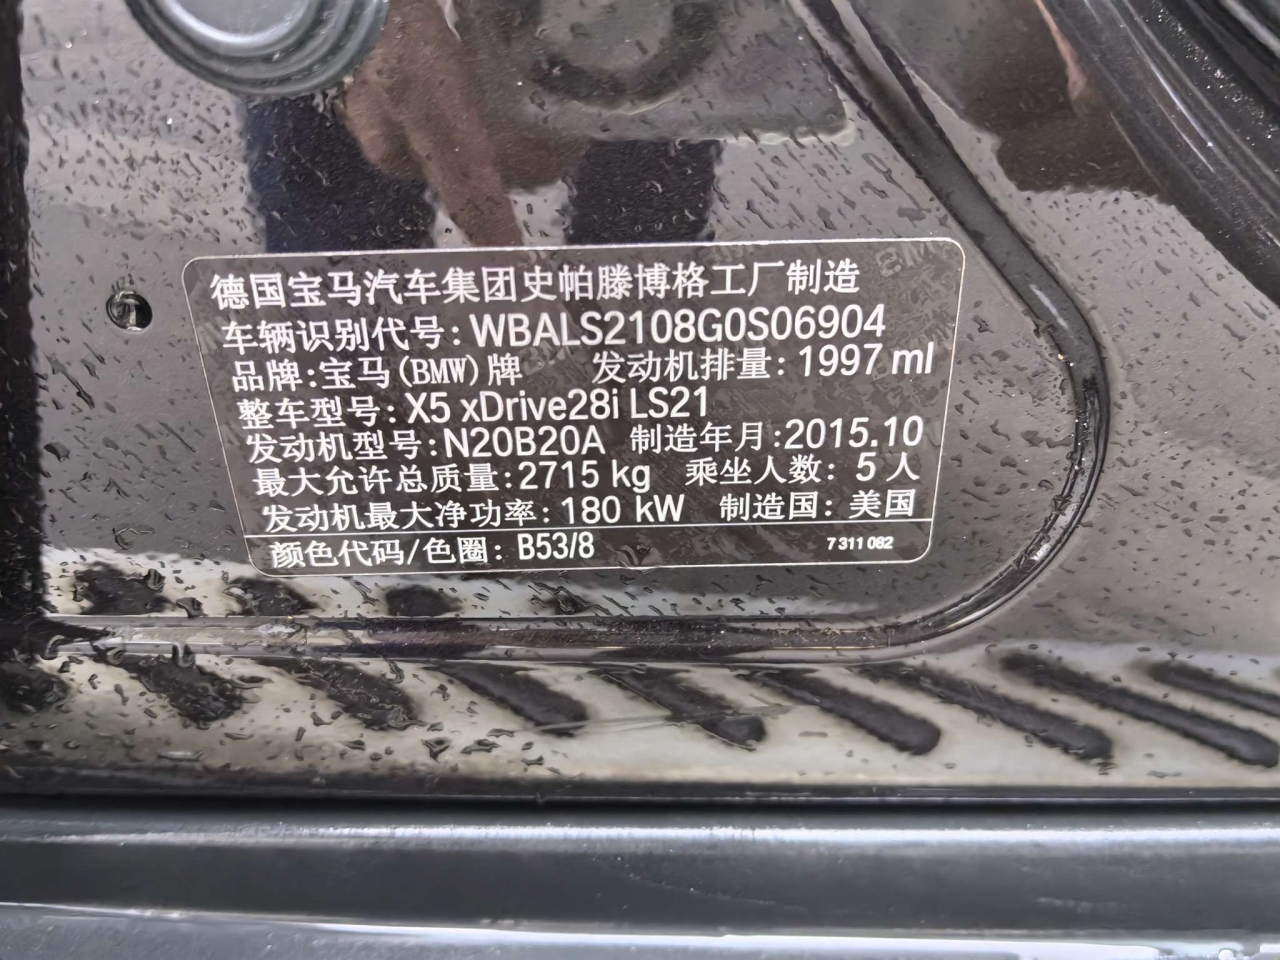 德国宝马汽车集团史帕滕博格工厂制造
车辆识别代号: WBALS2108G0S06904
品牌:宝马(BMW)牌 发动机排量: 1997 ml
整车型号: X5 xDrive28i LS21
发动机型号: N20B20A 制造年月:2015.10
最大允许总质量: 2715 kg 乘坐人数: 5 人
发动机最大净功率: 180 kW 制造国: 美国
颜色代码/色圈: B53/8 7 311 082